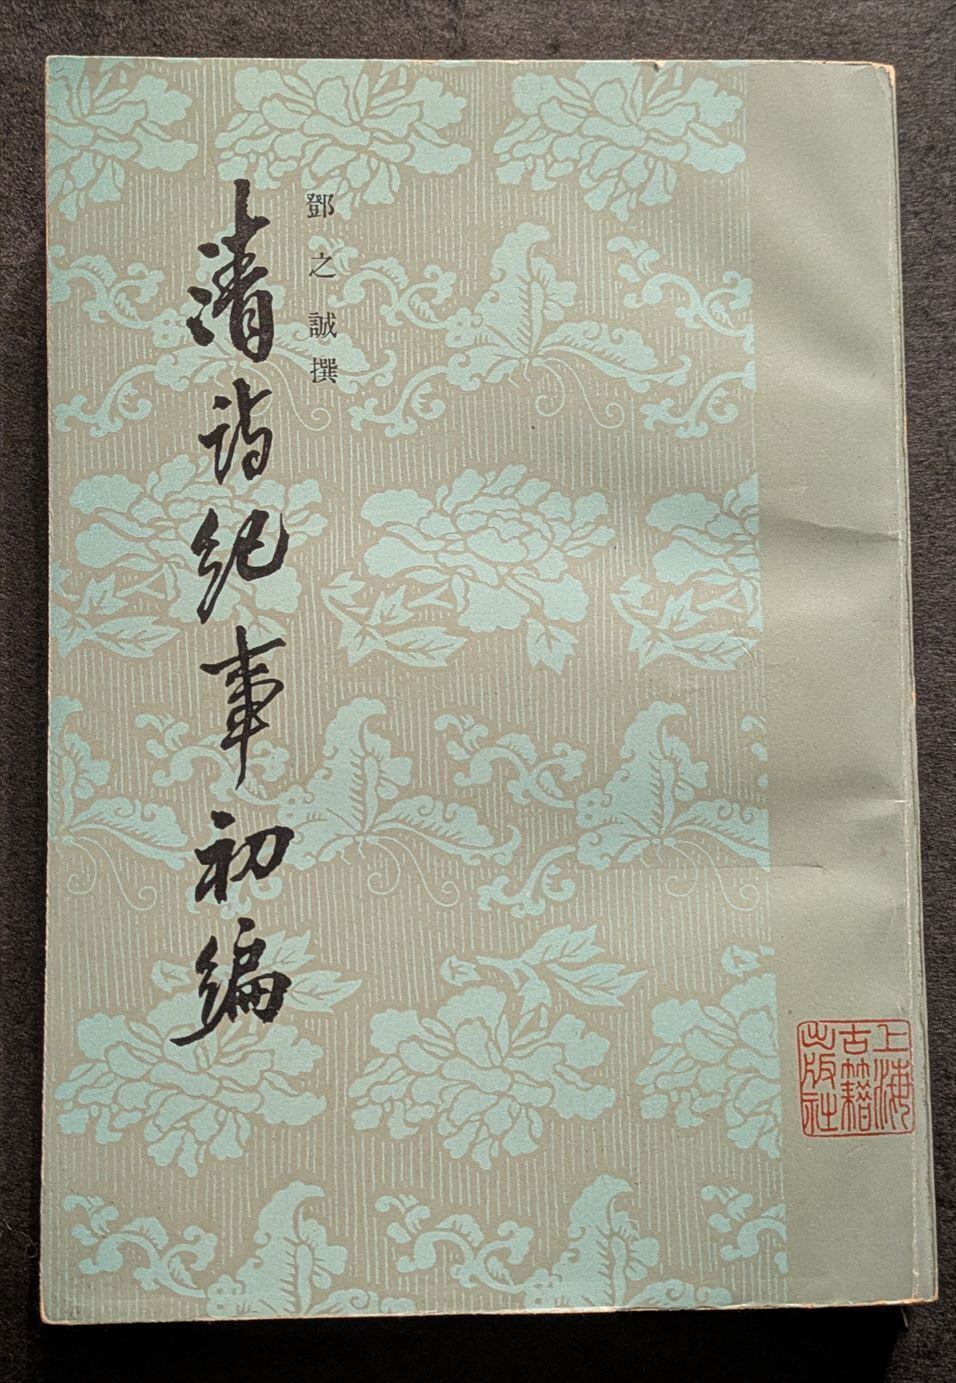 鄧之誠撰
清詩紀事初編
上海
古籍
出版社